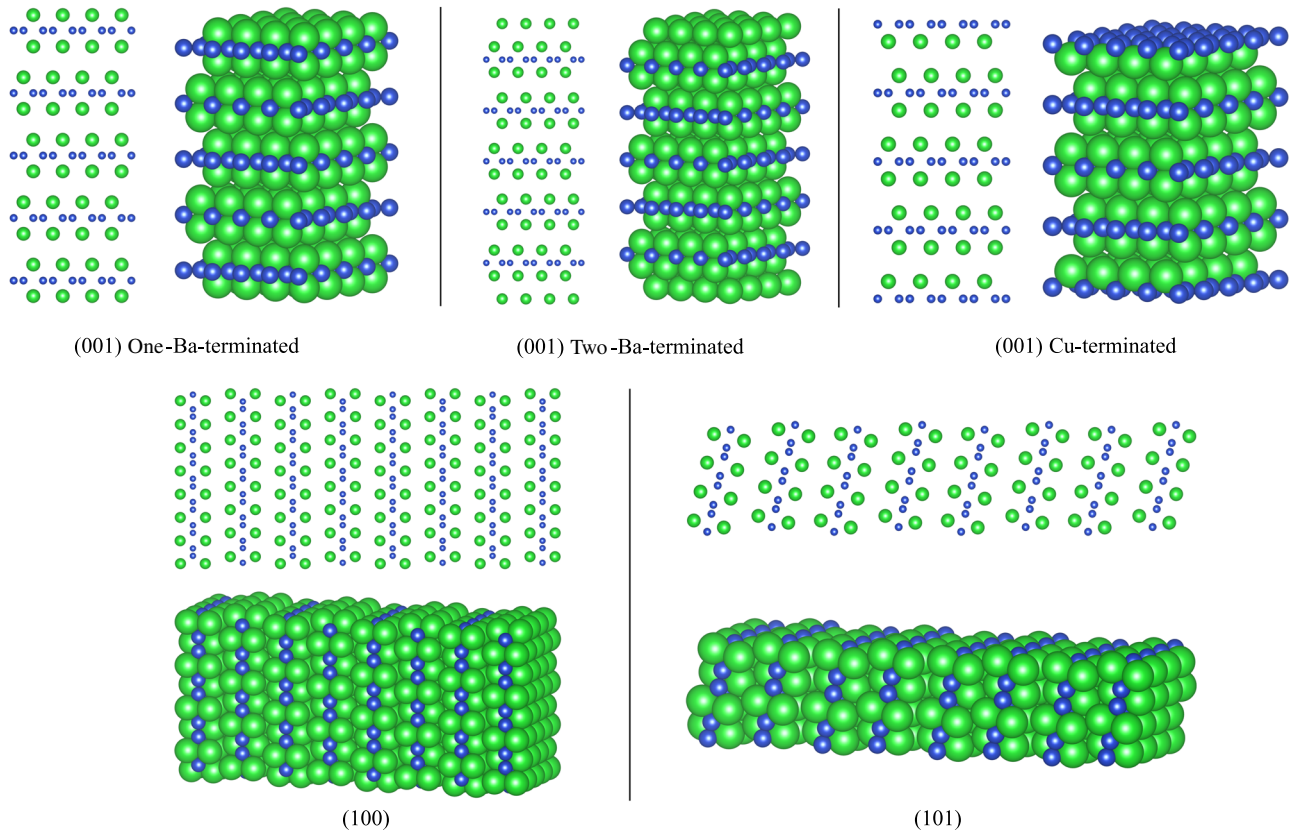 (001) One-Ba-terminated
(001) Two-Ba-terminated
(001) Cu-terminated
(100)
(101)